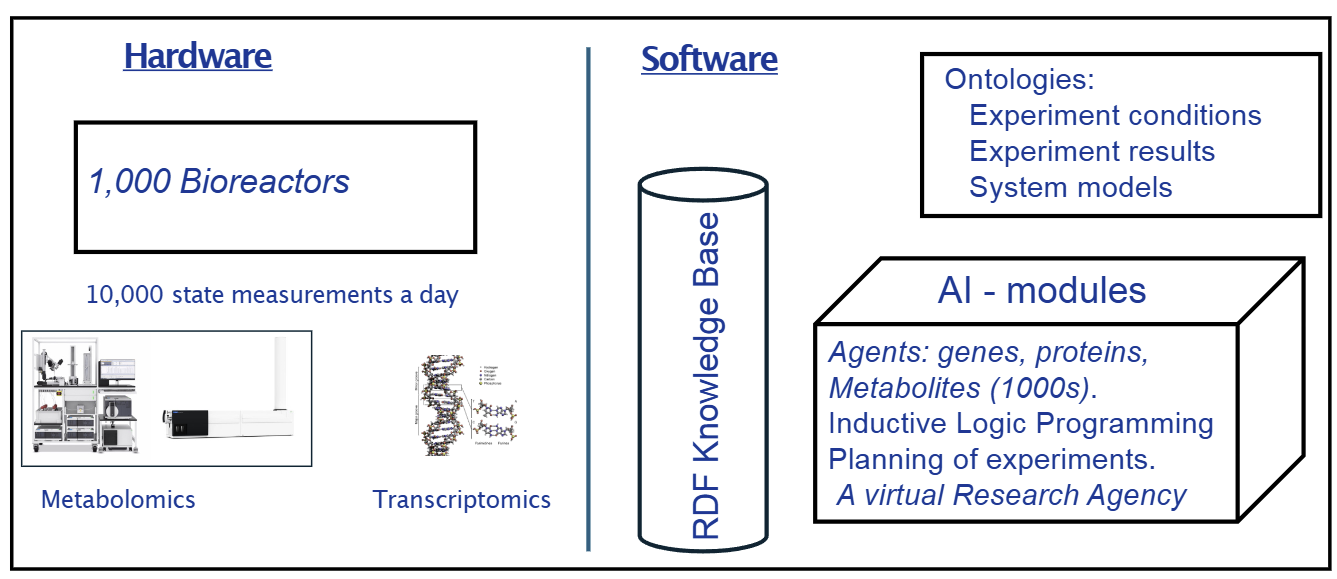 Hardware
1,000 Bioreactors
10,000 state measurements a day
Metabolomics
Transcriptomics
Software
RDF Knowledge Base
Ontologies:
Experiment conditions
Experiment results
System models
AI - modules
Agents: genes, proteins,
Metabolites (1000s).
Inductive Logic Programming
Planning of experiments.
A virtual Research Agency